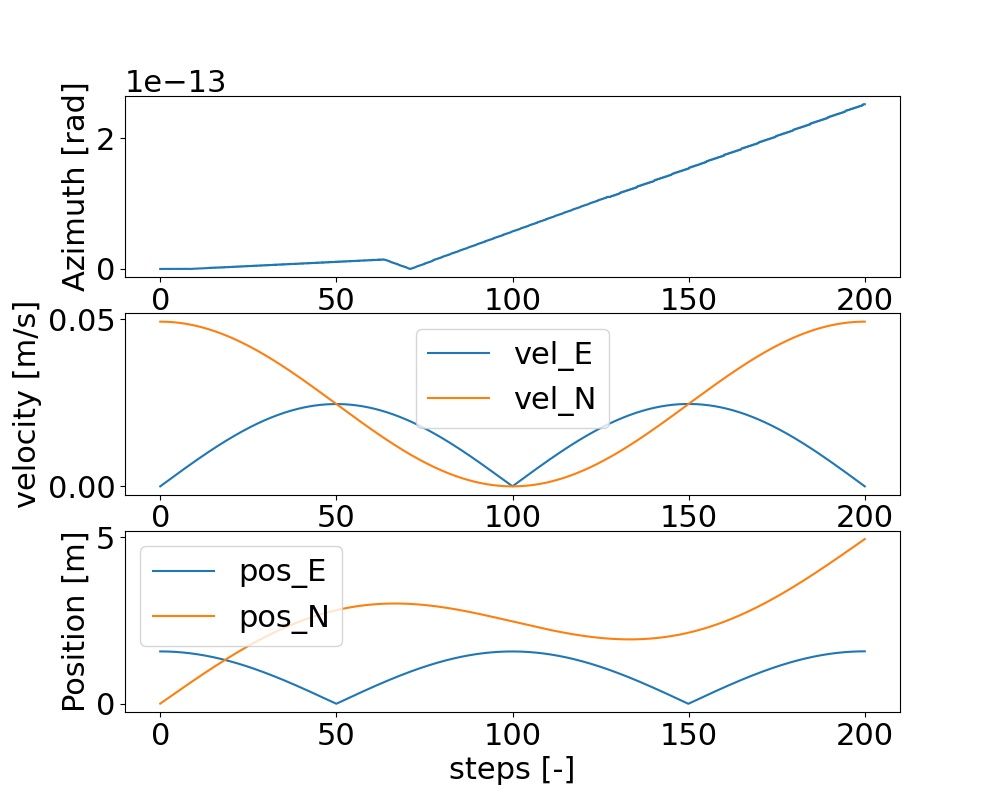 1e−13
Azimuth [rad]
2
0
0 50 100 150 200
velocity [m/s]
0.05
0.00
vel_E
vel_N
0 50 100 150 200
Position [m]
5
0
pos_E
pos_N
0 50 100 150 200
steps [-]